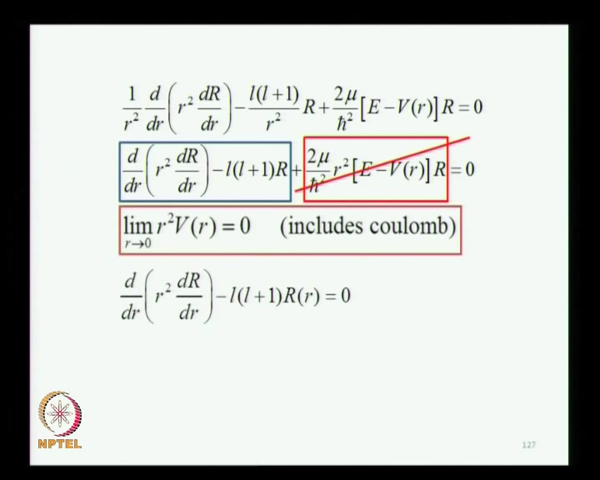 1/r² d/dr (r² dR/dr) − l(l+1)/r² R + 2μ/ℏ² [E − V(r)] R = 0
d/dr (r² dR/dr) − l(l+1)R + 2μ/ℏ² r² [E − V(r)] R = 0
lim r→0 r²V(r) = 0 (includes coulomb)
d/dr (r² dR/dr) − l(l+1)R(r) = 0
NPTEL
127